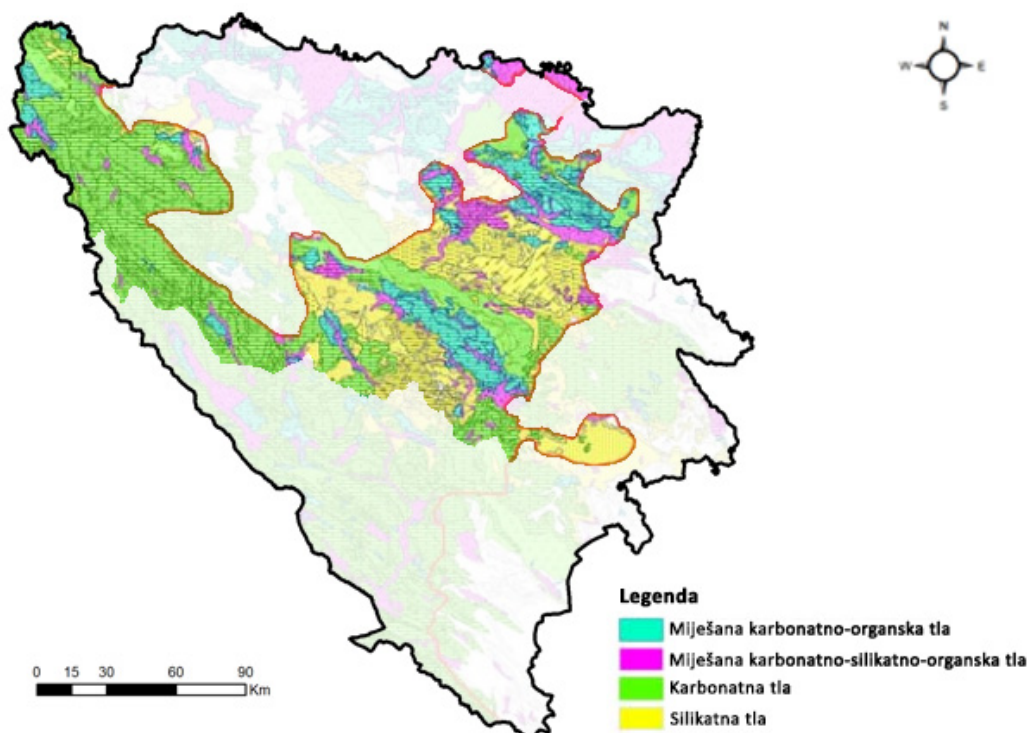 N
W E
S
Legenda
Miješana karbonatno-organska tla
Miješana karbonatno-silikatno-organska tla
Karbonatna tla
Silikatna tla
0 15 30 60 90
Km